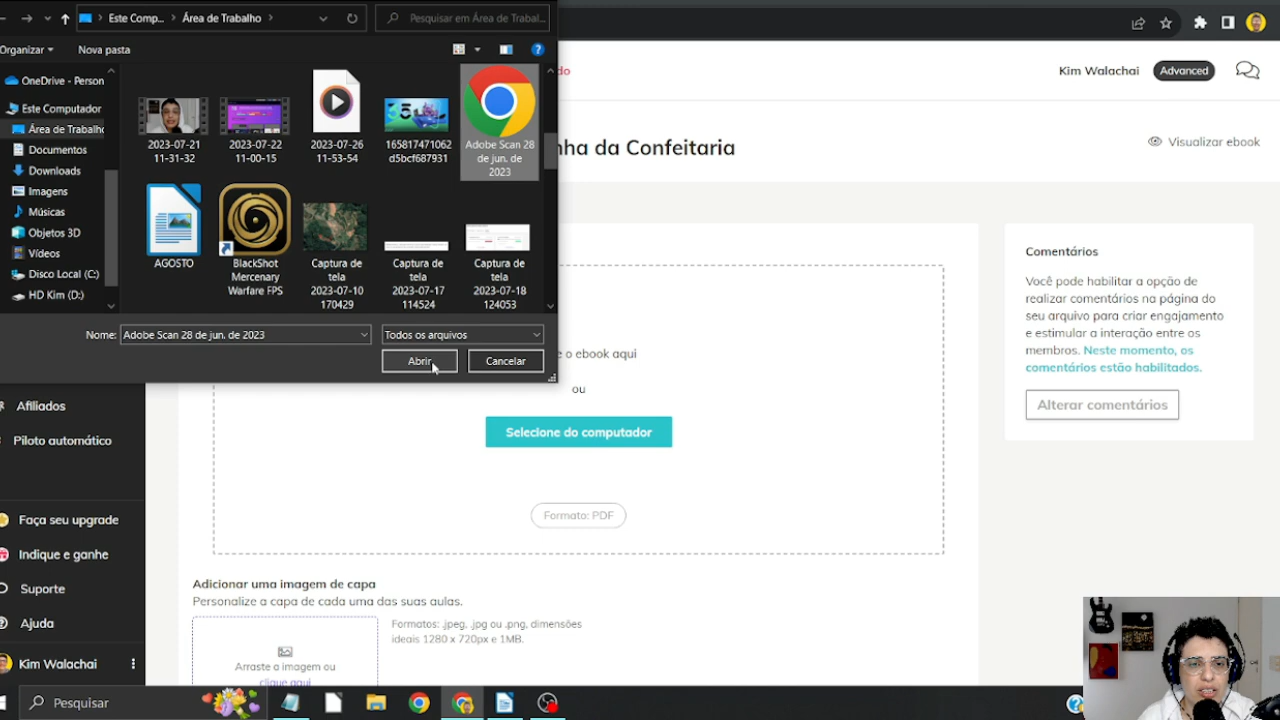 Este Comp...
Área de Trabalho
Pesquisar em Área de Trabal...
Organizar
Nova pasta
OneDrive - Person
Este Computador
Área de Trabalho
Documentos
Downloads
Imagens
Músicas
Objetos 3D
Vídeos
Disco Local (C:)
HD Kim (D:)
2023-07-21
11-31-32
2023-07-22
11-00-15
2023-07-26
11-53-54
165817471062
d5bcf687931
Adobe Scan 28
de jun. de
2023
AGOSTO
BlackShot
Mercenary
Warfare FPS
Captura de
tela
2023-07-10
170429
Captura de
tela
2023-07-17
114524
Captura de
tela
2023-07-18
124053
Nome:
Adobe Scan 28 de jun. de 2023
Todos os arquivos
Abrir
Cancelar
do
Kim Walachai
Advanced
nha da Confeitaria
Visualizar ebook
e o ebook aqui
ou
Selecione do computador
Formato: PDF
Adicionar uma imagem de capa
Personalize a capa de cada uma das suas aulas.
Arraste a imagem ou
clique aqui
Formatos: .jpeg, .jpg ou .png, dimensões
ideais 1280 x 720px e 1MB.
Comentários
Você pode habilitar a opção de
realizar comentários na página do
seu arquivo para criar engajamento
e estimular a interação entre os
membros. Neste momento, os
comentários estão habilitados.
Alterar comentários
Afiliados
Piloto automático
Faça seu upgrade
Indique e ganhe
Suporte
Ajuda
Kim Walachai
Pesquisar